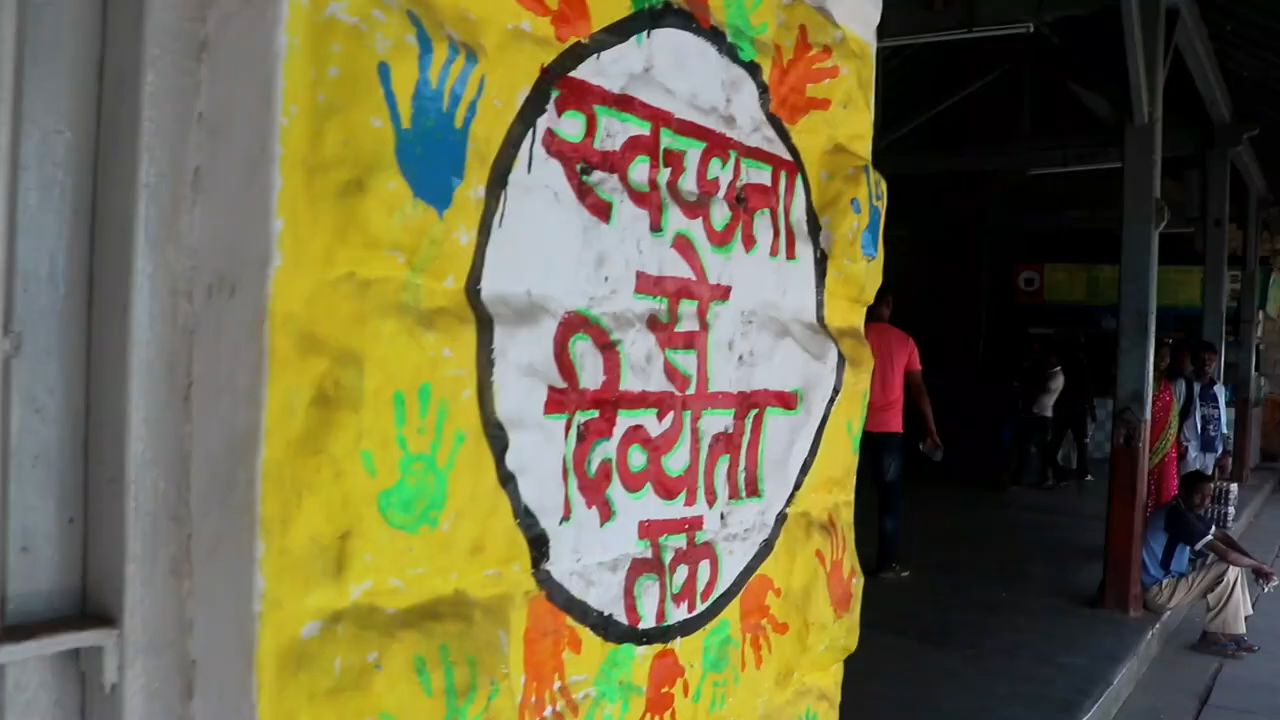 स्वच्छता
से
दिव्यता
तक